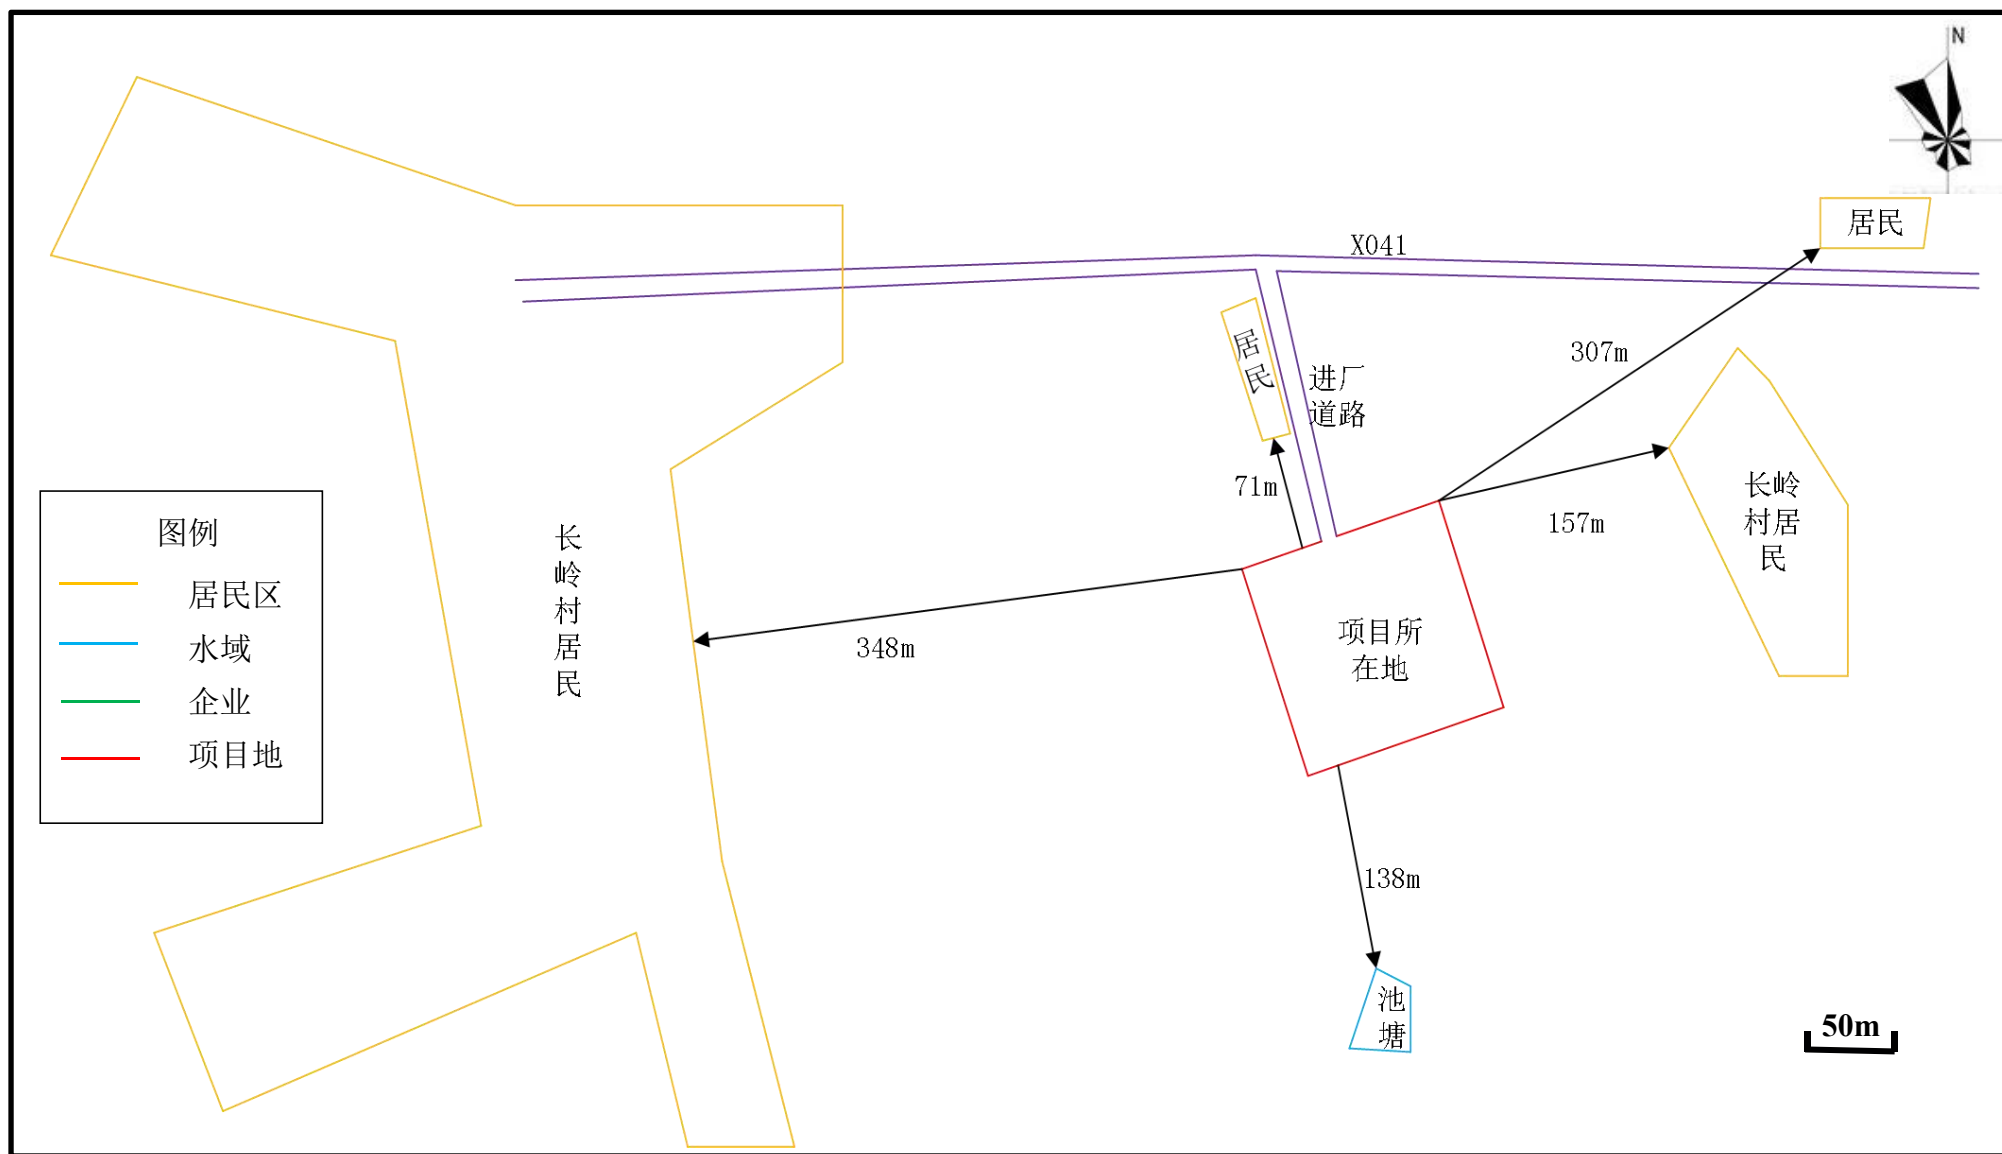 N
居民
X041
居
民
307m
进厂
道路
71m
157m
长岭
村居
民
图例
居民区
水域
企业
项目地
长
岭
村
居
民
348m
项目所
在地
138m
池
塘
50m